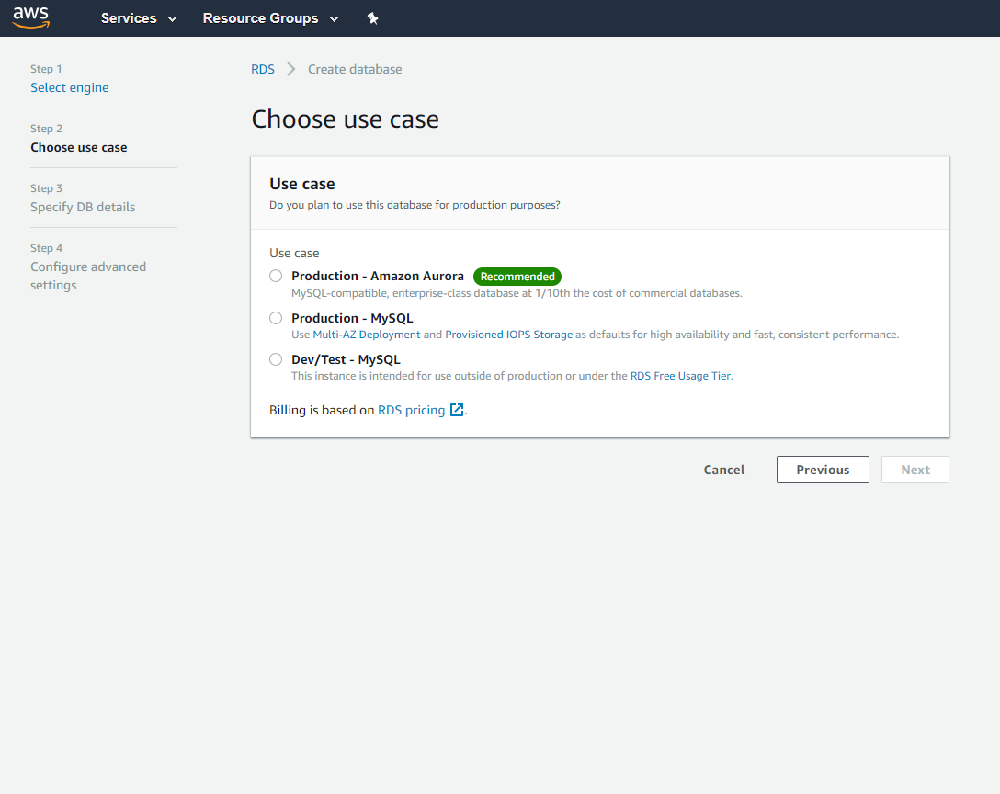 aws Services Resource Groups
Step 1
Select engine
Step 2
Choose use case
Step 3
Specify DB details
Step 4
Configure advanced
settings
RDS Create database
Choose use case
Use case
Do you plan to use this database for production purposes?
Use case
Production - Amazon Aurora Recommended
MySQL-compatible, enterprise-class database at 1/10th the cost of commercial databases.
Production - MySQL
Use Multi-AZ Deployment and Provisioned IOPS Storage as defaults for high availability and fast, consistent performance.
Dev/Test - MySQL
This instance is intended for use outside of production or under the RDS Free Usage Tier.
Billing is based on RDS pricing .
Cancel Previous Next